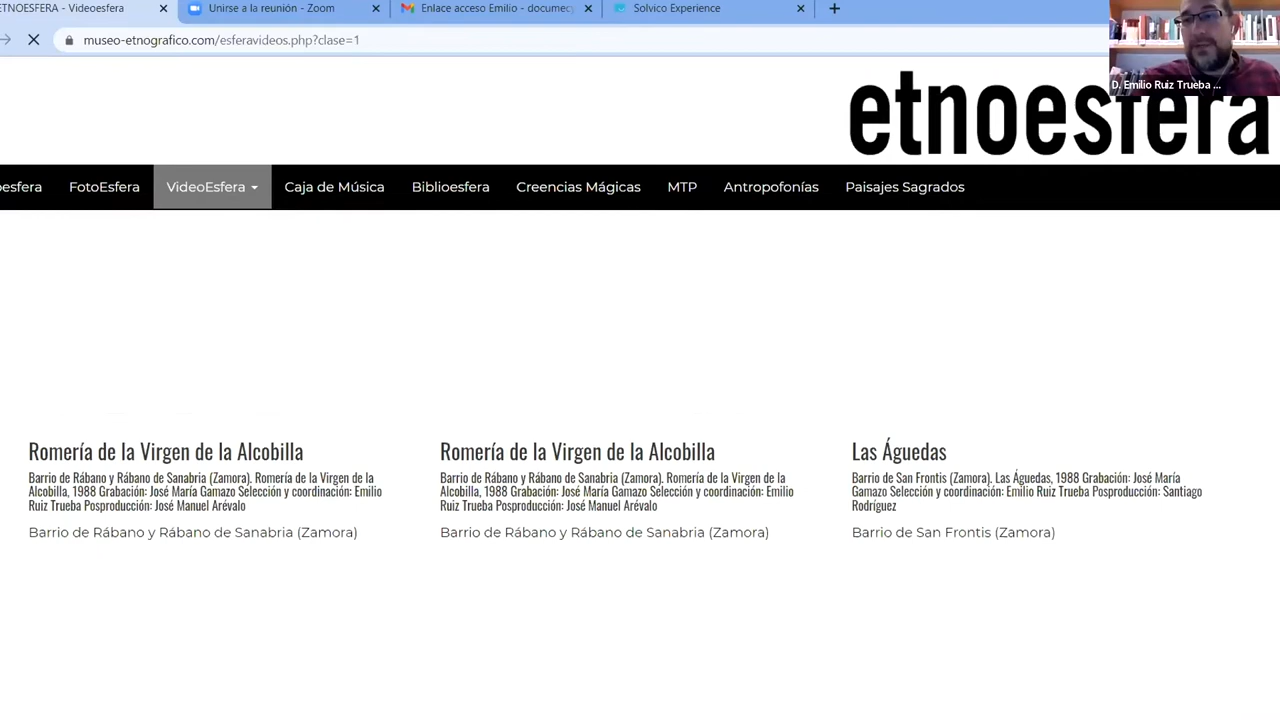 ETNOESFERA - Videoesfera
Unirse a la reunión - Zoom
Enlace acceso Emilio - documec
Solvico Experience
museo-etnografico.com/esferavideos.php?clase=1
D. Emilio Ruiz Trueba ...
etnoesfera
oesfera FotoEsfera VideoEsfera Caja de Música Biblioesfera Creencias Mágicas MTP Antropofonías Paisajes Sagrados
Romería de la Virgen de la Alcobilla
Barrio de Rábano y Rábano de Sanabria (Zamora). Romería de la Virgen de la
Alcobilla, 1988 Grabación: José María Gamazo Selección y coordinación: Emilio
Ruiz Trueba Posproducción: José Manuel Arévalo
Barrio de Rábano y Rábano de Sanabria (Zamora)
Romería de la Virgen de la Alcobilla
Barrio de Rábano y Rábano de Sanabria (Zamora). Romería de la Virgen de la
Alcobilla, 1988 Grabación: José María Gamazo Selección y coordinación: Emilio
Ruiz Trueba Posproducción: José Manuel Arévalo
Barrio de Rábano y Rábano de Sanabria (Zamora)
Las Águedas
Barrio de San Frontis (Zamora). Las Águedas, 1988 Grabación: José María
Gamazo Selección y coordinación: Emilio Ruiz Trueba Posproducción: Santiago
Rodríguez
Barrio de San Frontis (Zamora)